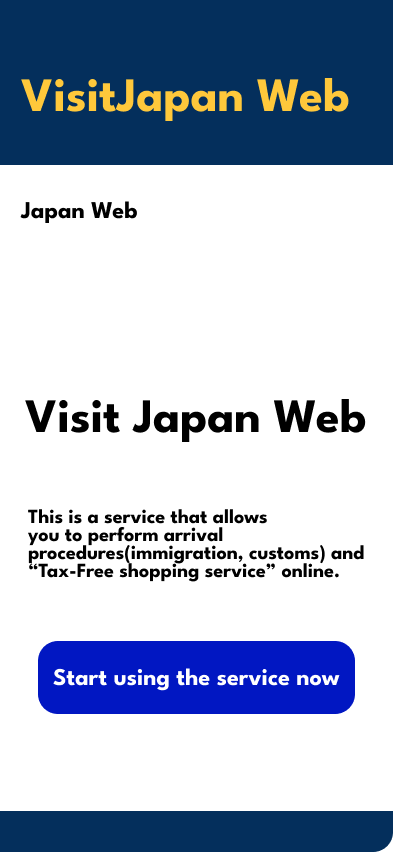 VisitJapan Web
Japan Web
Visit Japan Web
This is a service that allows
you to perform arrival
procedures(immigration, customs) and
“Tax-Free shopping service” online.
Start using the service now